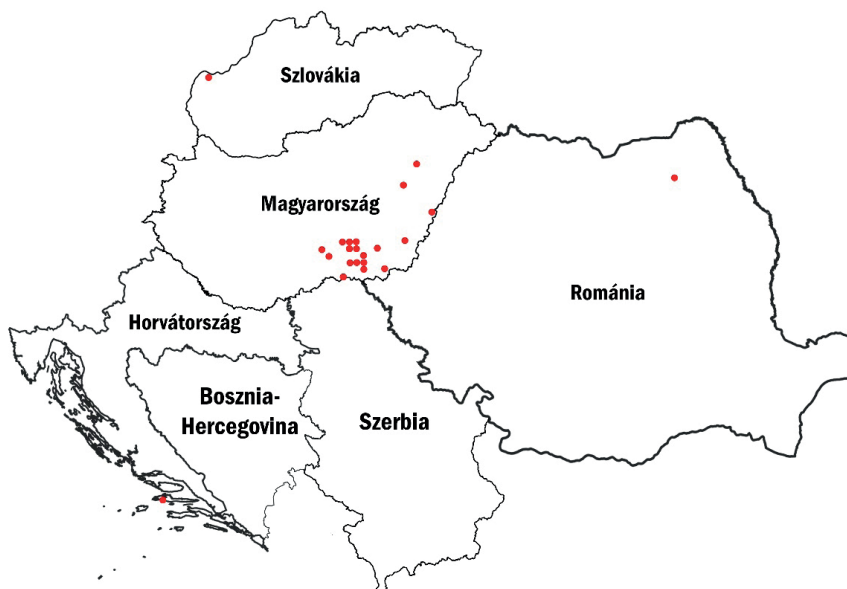 Szlovákia
Magyarország
Románia
Horvátország
Bosznia-
Hercegovina
Szerbia